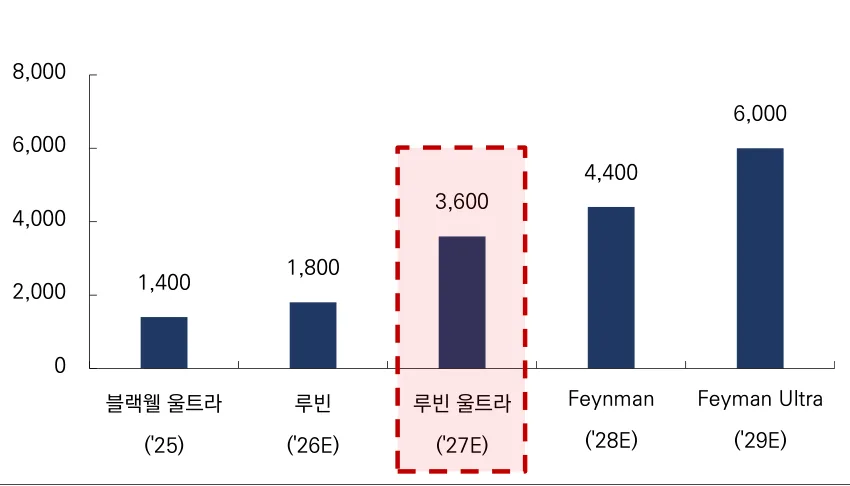 8,000
6,000
4,000
2,000
0
1,400
1,800
3,600
4,400
6,000
블랙웰 울트라
('25)
루빈
('26E)
루빈 울트라
('27E)
Feynman
('28E)
Feyman Ultra
('29E)